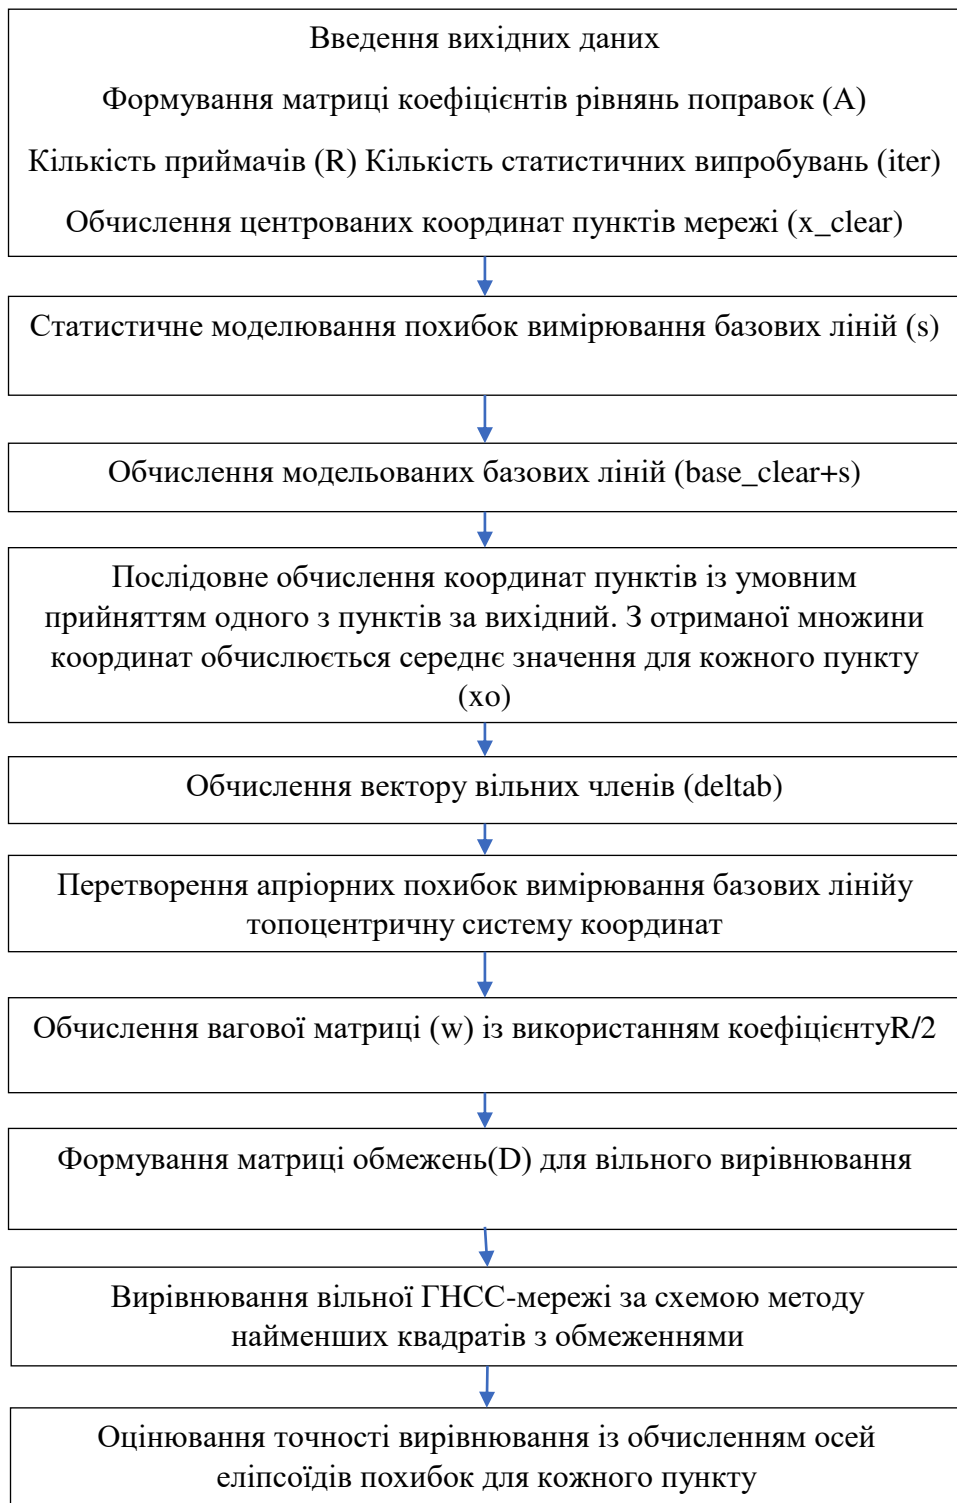 Введення вихідних даних
Формування матриці коефіцієнтів рівнянь поправок (A)
Кількість приймачів (R) Кількість статистичних випробувань (iter)
Обчислення центрованих координат пунктів мережі (x_clear)
Статистичне моделювання похибок вимірювання базових ліній (s)
Обчислення модельованих базових ліній (base_clear+s)
Послідовне обчислення координат пунктів із умовним
прийняттям одного з пунктів за вихідний. З отриманої множини
координат обчислюється середнє значення для кожного пункту
(xo)
Обчислення вектору вільних членів (deltab)
Перетворення апріорних похибок вимірювання базових лінійу
топоцентричну систему координат
Обчислення вагової матриці (w) із використанням коефіцієнтуR/2
Формування матриці обмежень(D) для вільного вирівнювання
Вирівнювання вільної ГНСС-мережі за схемою методу
найменших квадратів з обмеженнями
Оцінювання точності вирівнювання із обчисленням осей
еліпсоїдів похибок для кожного пункту